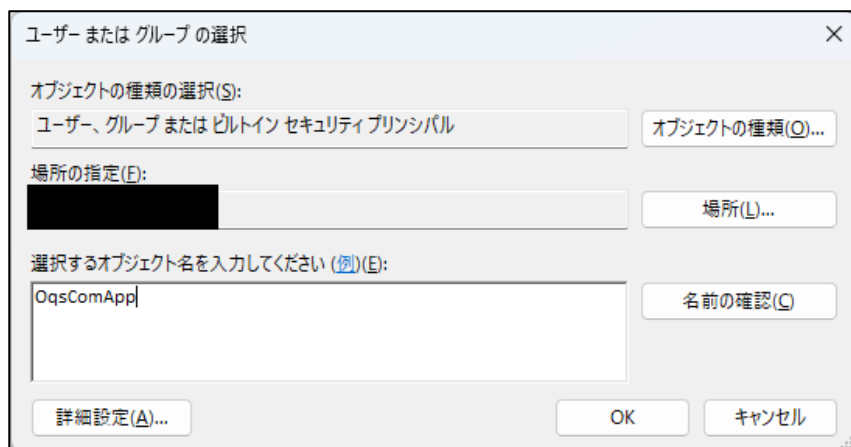 ユーザー または グループ の選択
オブジェクトの種類の選択(S):
ユーザー、グループ または ビルトイン セキュリティ プリンシパル
オブジェクトの種類(O)...
場所の指定(F):
場所(L)...
選択するオブジェクト名を入力してください (例)(E):
OqsComApp
名前の確認(C)
詳細設定(A)...
OK
キャンセル